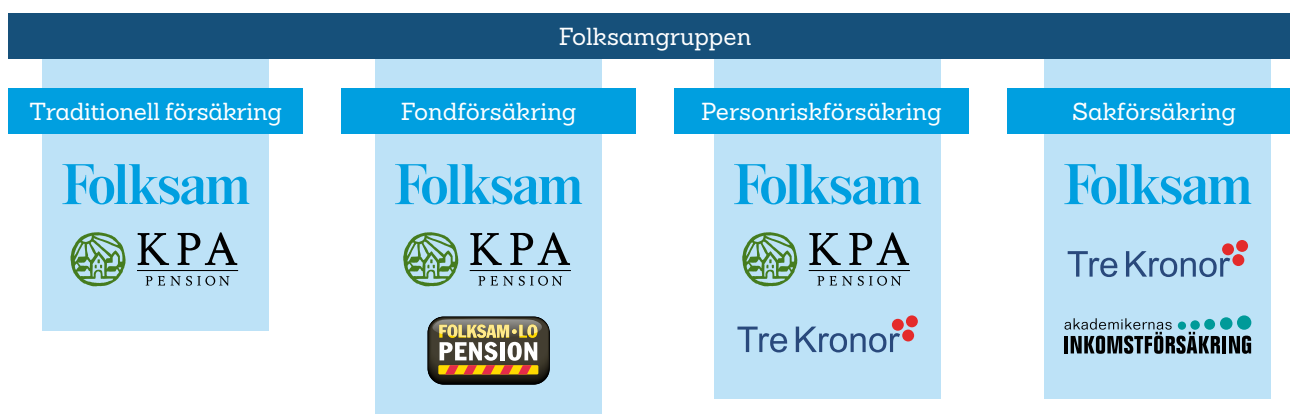 Folksamgruppen
Traditionell försäkring
Folksam
KPA
PENSION
Fondförsäkring
Folksam
KPA
PENSION
FOLKSAM•LO
PENSION
Personriskförsäkring
Folksam
KPA
PENSION
Tre Kronor
Sakförsäkring
Folksam
Tre Kronor
akademikernas
INKOMSTFÖRSÄKRING